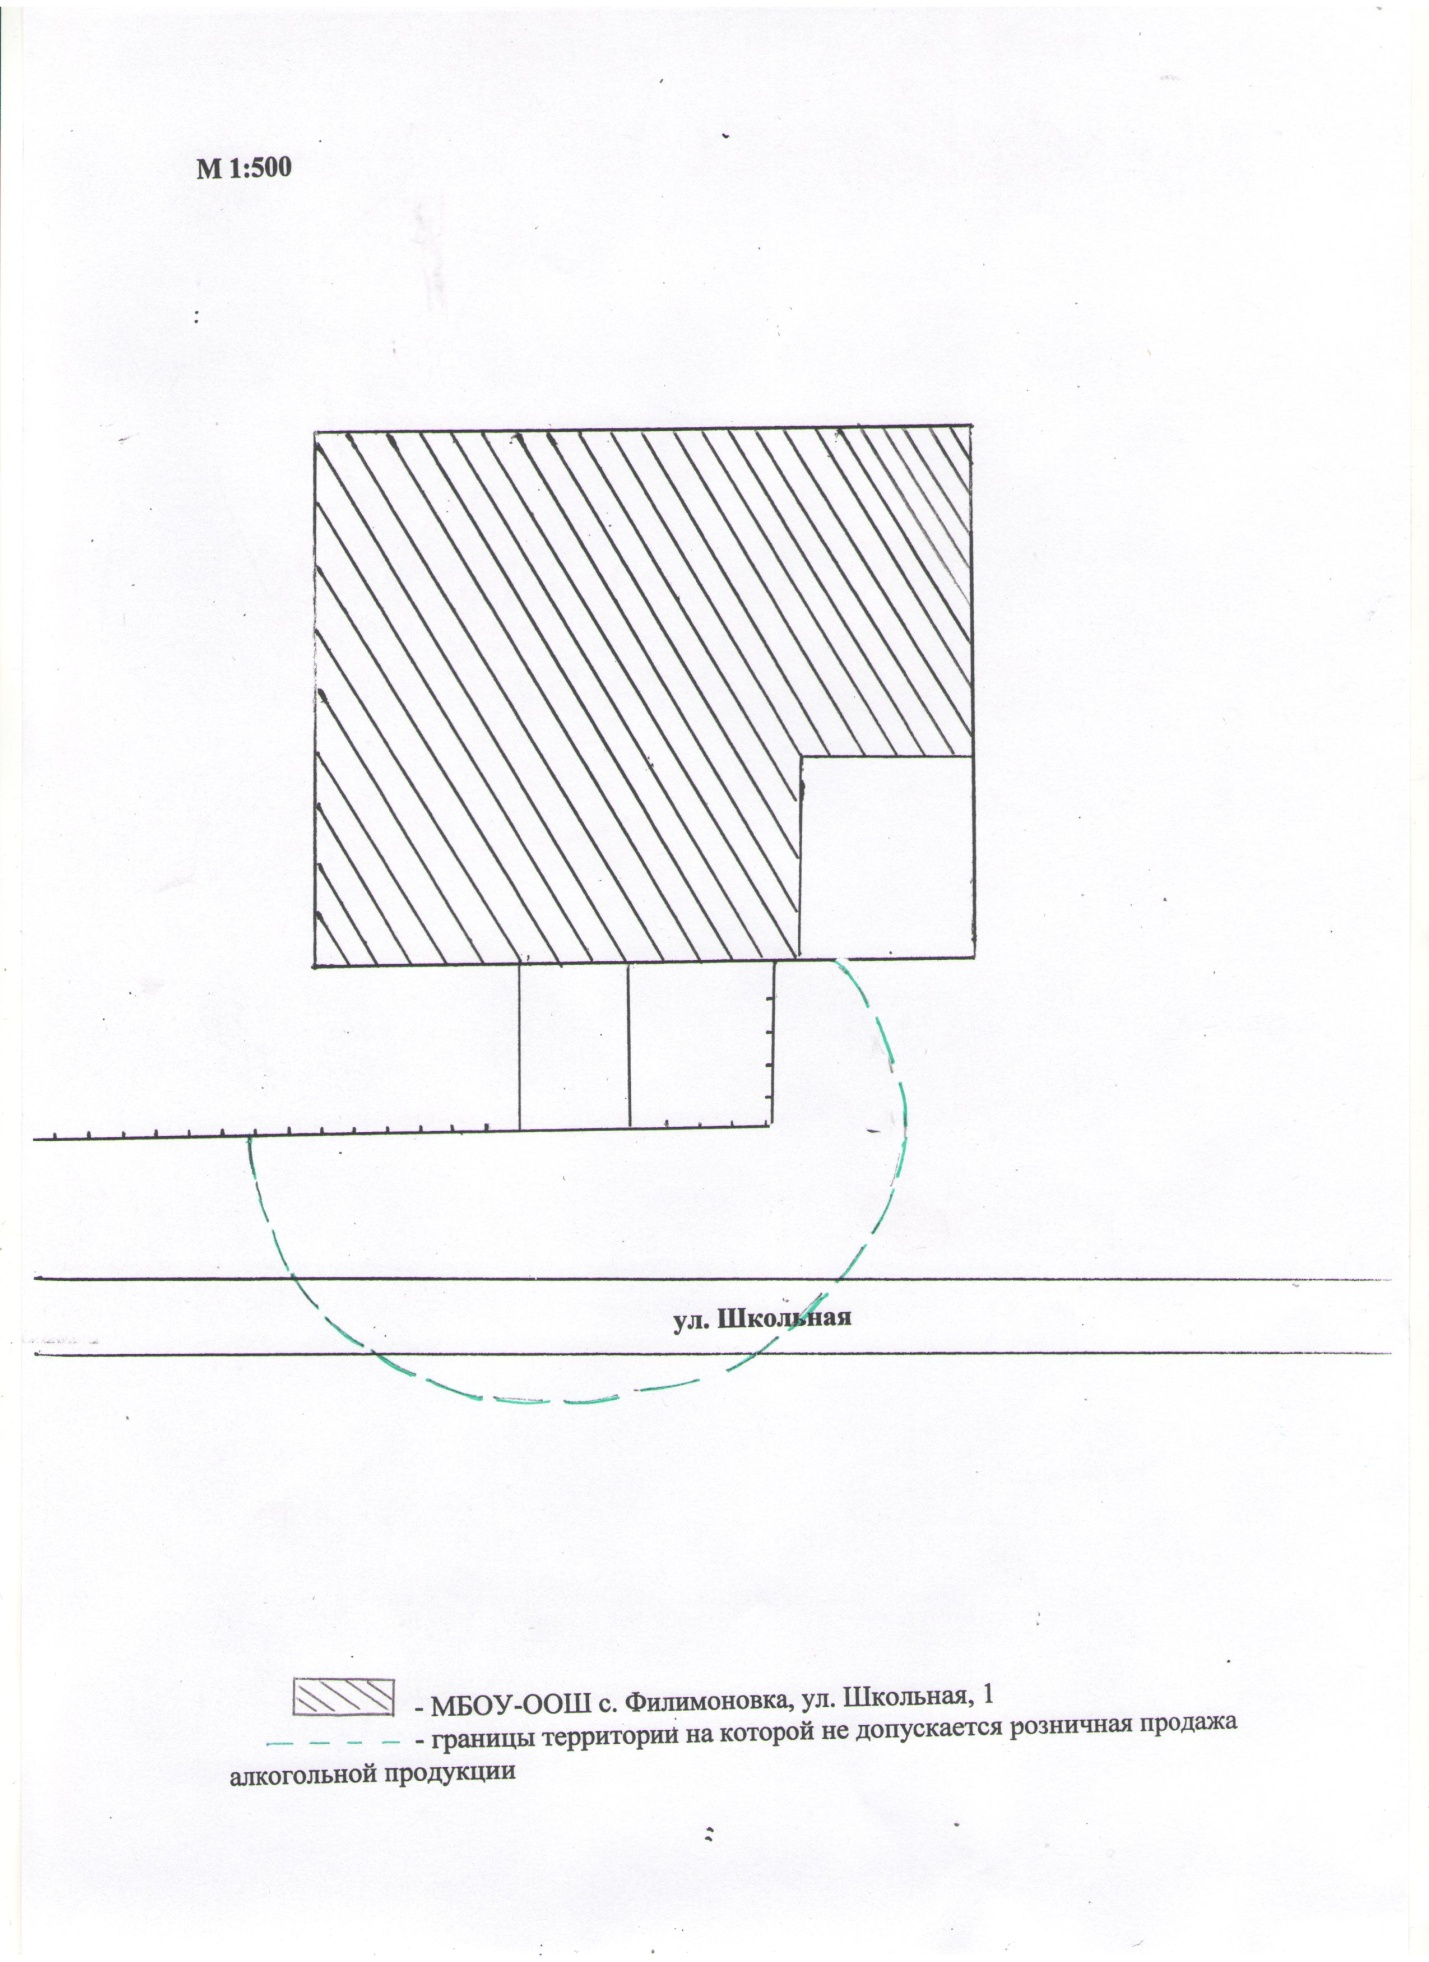 М 1:500
ул. Школьная
- МБОУ-ООШ с. Филимоновка, ул. Школьная, 1
- границы территории на которой не допускается розничная продажа
алкогольной продукции